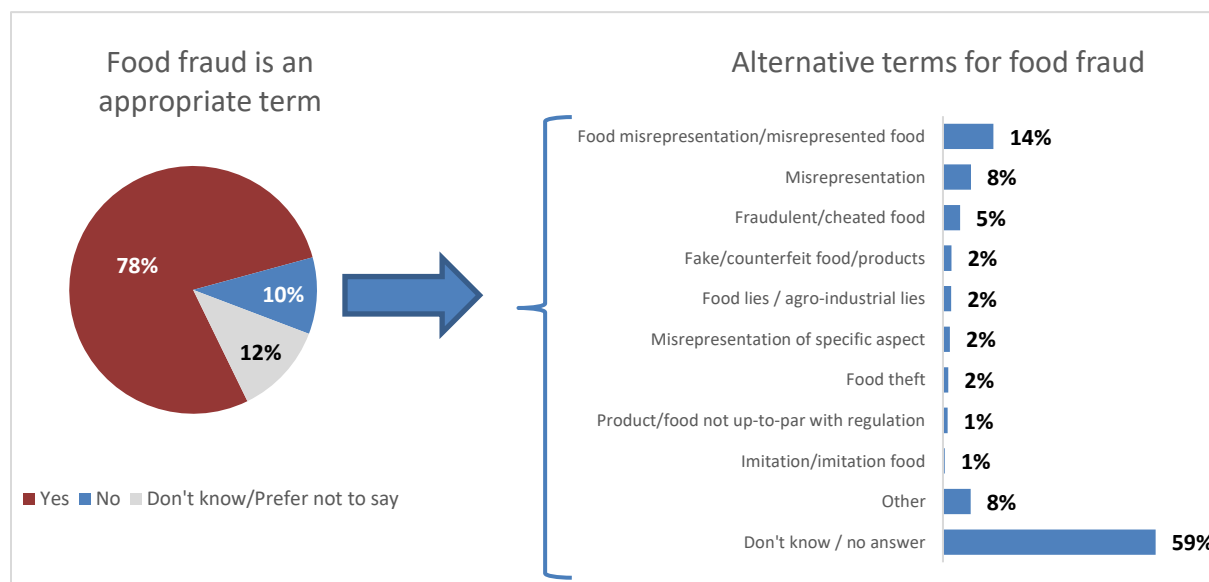 Food fraud is an
appropriate term
78%
10%
12%
Yes No Don't know/Prefer not to say
Alternative terms for food fraud
Food misrepresentation/misrepresented food 14%
Misrepresentation 8%
Fraudulent/cheated food 5%
Fake/counterfeit food/products 2%
Food lies / agro-industrial lies 2%
Misrepresentation of specific aspect 2%
Food theft 2%
Product/food not up-to-par with regulation 1%
Imitation/imitation food 1%
Other 8%
Don't know / no answer 59%